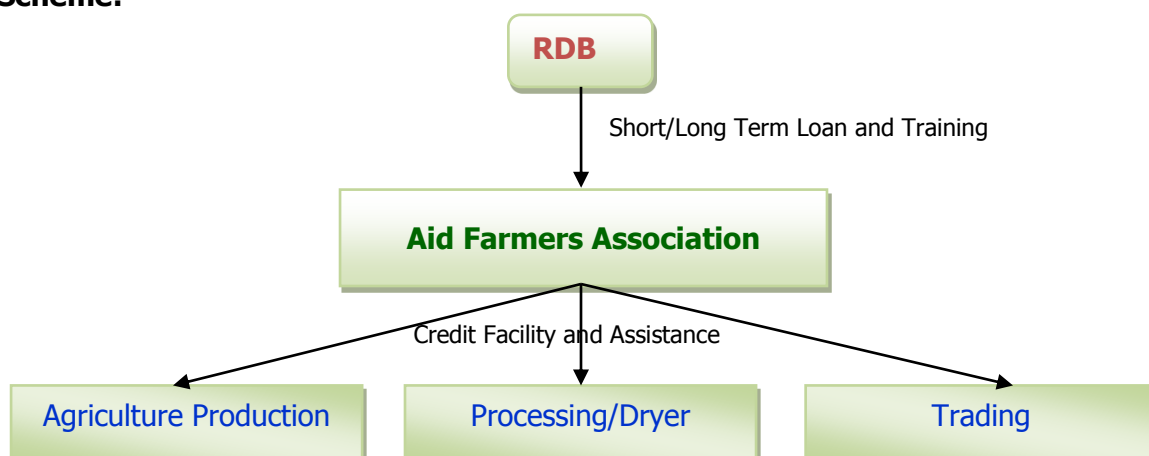 Scheme:
RDB
Short/Long Term Loan and Training
Aid Farmers Association
Credit Facility and Assistance
Agriculture Production
Processing/Dryer
Trading